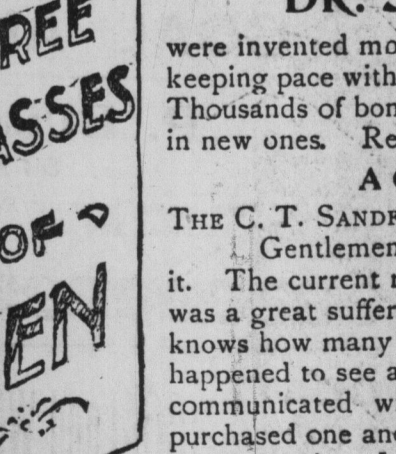 REE
ASSES
OF
EN
DR.
were invented mo
keeping pace with
Thousands of bon
in new ones. Re
A
THE C. T. SAND
Gentlemen
it. The current
was a great suffer
knows how many
happened to see a
communicated w
purchased one an